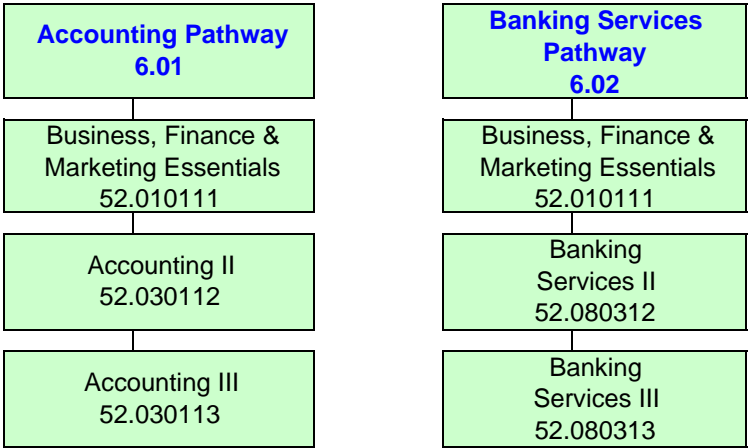 Accounting Pathway
6.01
Business, Finance &
Marketing Essentials
52.010111
Accounting II
52.030112
Accounting III
52.030113
Banking Services
Pathway
6.02
Business, Finance &
Marketing Essentials
52.010111
Banking
Services II
52.080312
Banking
Services III
52.080313